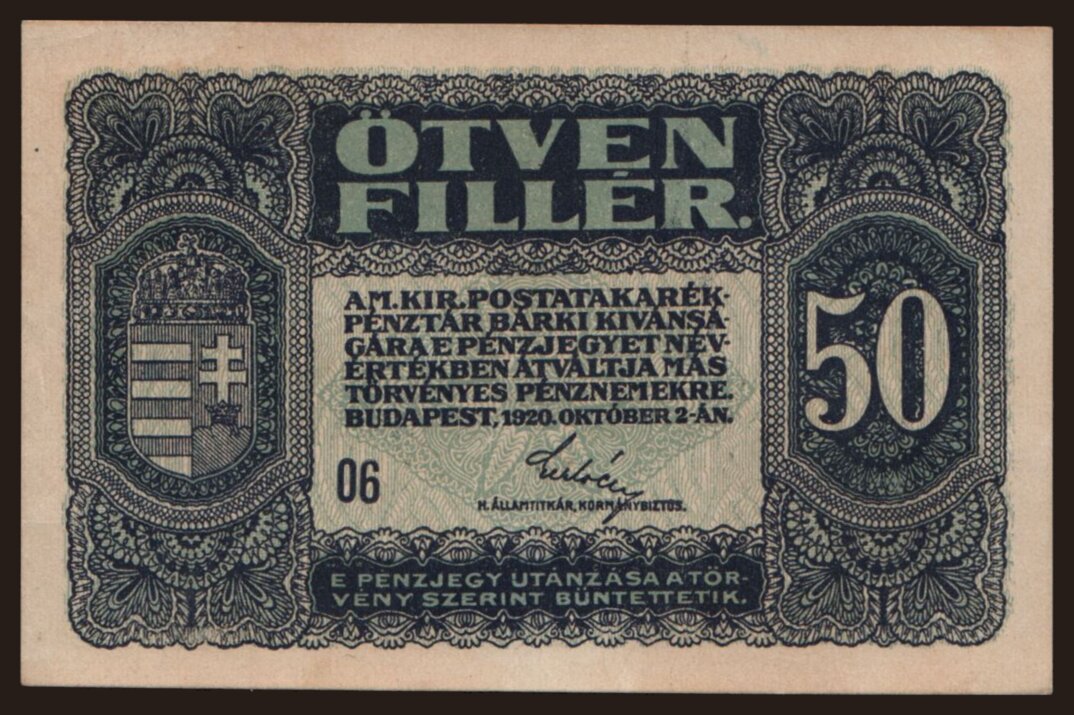 ÖTVEN
FILLÉR.
A M. KIR. POSTATAKARÉK-
PÉNZTÁR BÁRKI KIVÁNSÁ-
GÁRA E PÉNZJEGYET NÉV-
ÉRTÉKBEN ÁTVÁLTJA MÁS
TÖRVÉNYES PÉNZNEMEKRE.
BUDAPEST, 1920. OKTÓBER 2-ÁN.
50
06
H. ÁLLAMTITKÁR, KORMÁNYBIZTOS.
E PÉNZJEGY UTÁNZÁSA A TÖR-
VÉNY SZERINT BÜNTETTETIK.